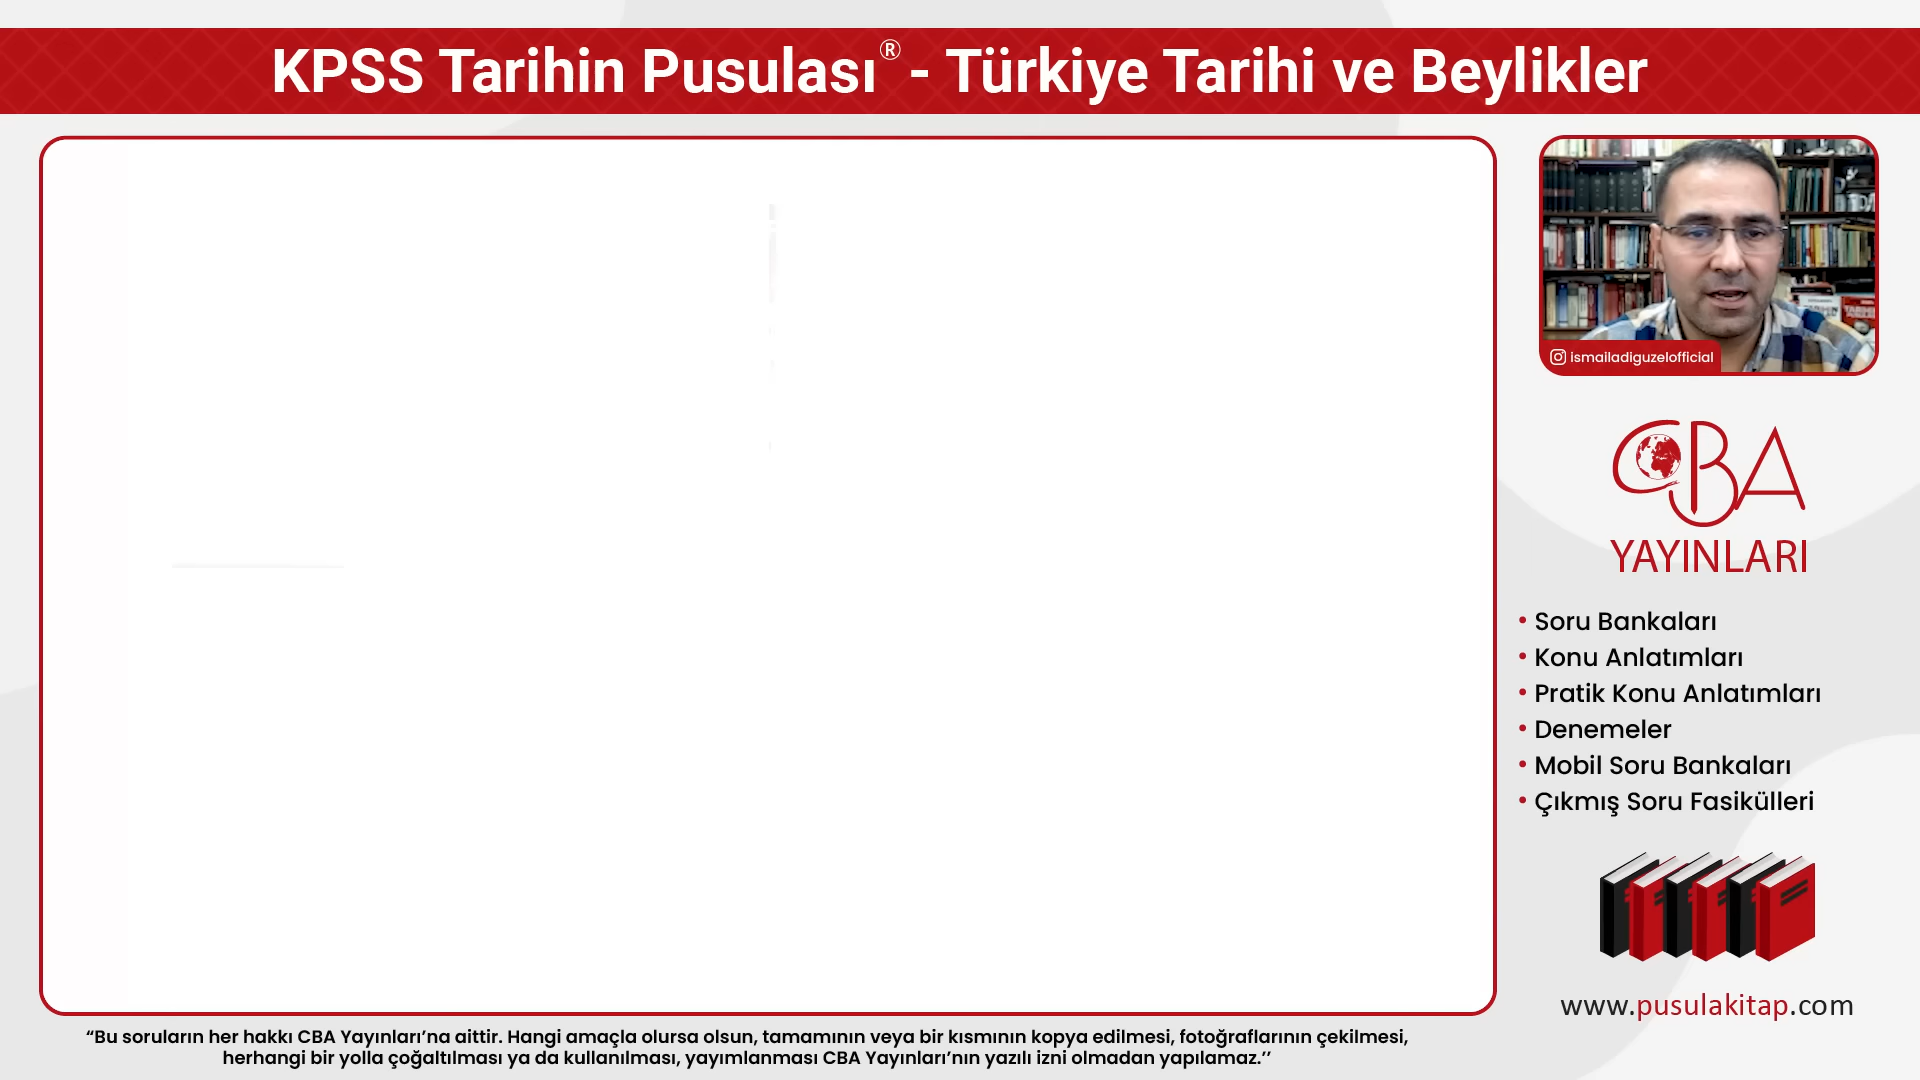 KPSS Tarihin Pusulası® - Türkiye Tarihi ve Beylikler
ismailadiguzelofficial
CBA
YAYINLARI
• Soru Bankaları
• Konu Anlatımları
• Pratik Konu Anlatımları
• Denemeler
• Mobil Soru Bankaları
• Çıkmış Soru Fasikülleri
www.pusulakitap.com
“Bu soruların her hakkı CBA Yayınları’na aittir. Hangi amaçla olursa olsun, tamamının veya bir kısmının kopya edilmesi, fotoğraflarının çekilmesi,
herhangi bir yolla çoğaltılması ya da kullanılması, yayımlanması CBA Yayınları’nın yazılı izni olmadan yapılamaz.’’